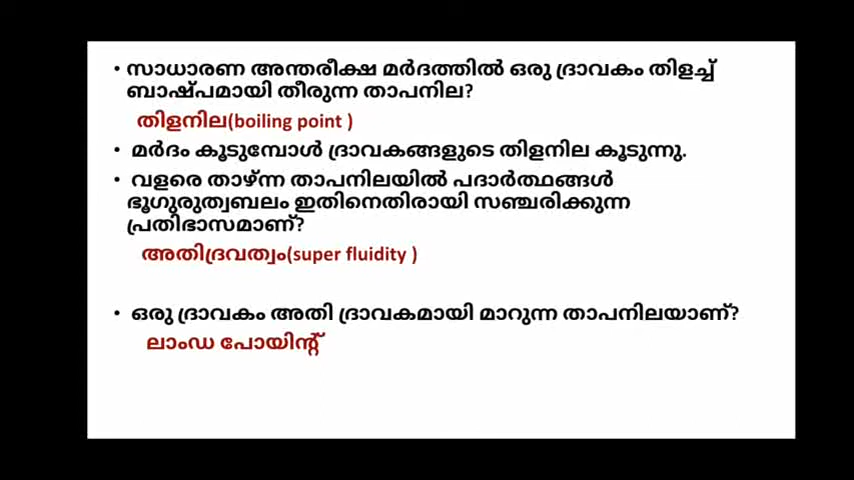 • സാധാരണ അന്തരീക്ഷ മർദത്തിൽ ഒരു ദ്രാവകം തിളച്ച്
ബാഷ്പമായി തീരുന്ന താപനില?
തിളനില(boiling point )
• മർദം കൂടുമ്പോൾ ദ്രാവകങ്ങളുടെ തിളനില കൂടുന്നു.
• വളരെ താഴ്ന്ന താപനിലയിൽ പദാർത്ഥങ്ങൾ
ഭൂഗുരുത്വബലം ഇതിനെതിരായി സഞ്ചരിക്കുന്ന
പ്രതിഭാസമാണ്?
അതിദ്രവത്വം(super fluidity )
• ഒരു ദ്രാവകം അതി ദ്രാവകമായി മാറുന്ന താപനിലയാണ്?
ലാംഡ പോയിന്റ്